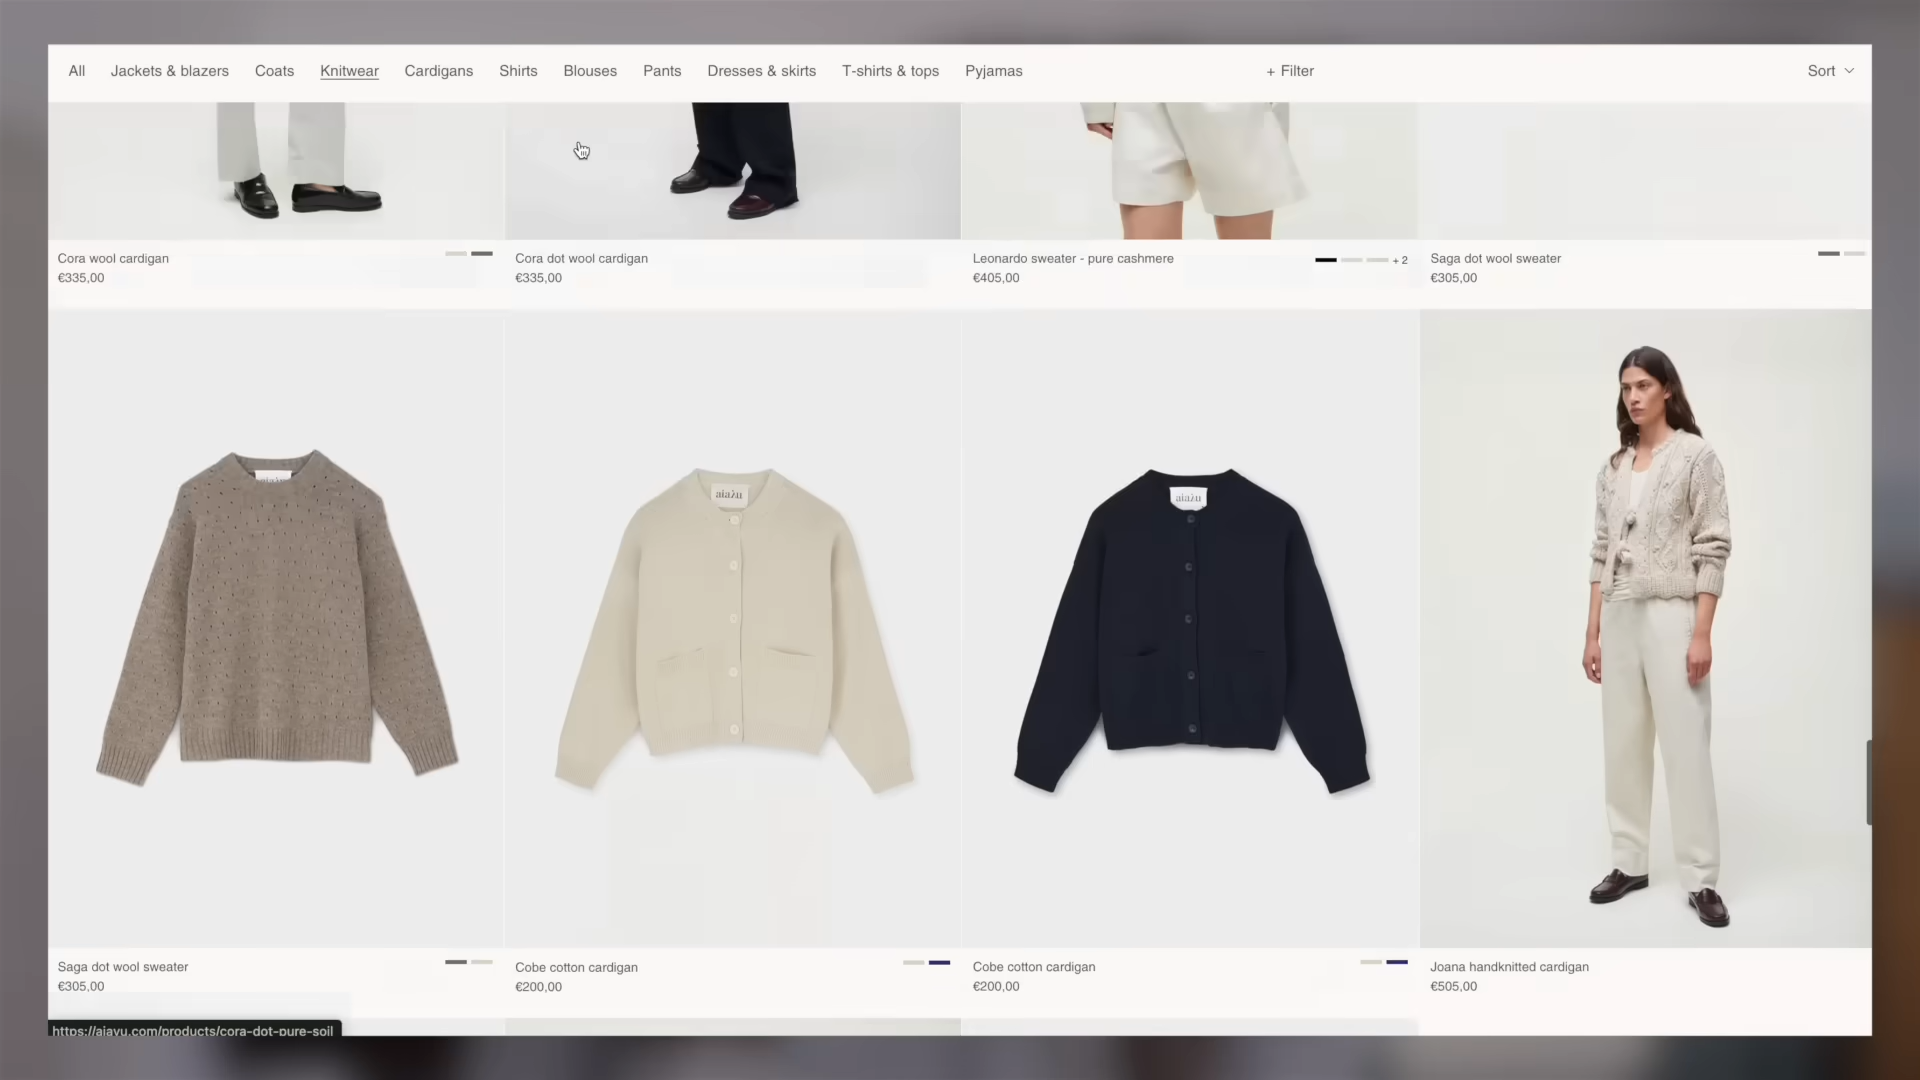 All Jackets & blazers Coats Knitwear Cardigans Shirts Blouses Pants Dresses & skirts T-shirts & tops Pyjamas + Filter Sort
Cora wool cardigan
€335,00
Cora dot wool cardigan
€335,00
Leonardo sweater - pure cashmere
+ 2
€405,00
Saga dot wool sweater
€305,00
aiayu
aiayu
Saga dot wool sweater
€305,00
Cobe cotton cardigan
€200,00
Cobe cotton cardigan
€200,00
Joana handknitted cardigan
€505,00
https://aiayu.com/products/cora-dot-pure-soil